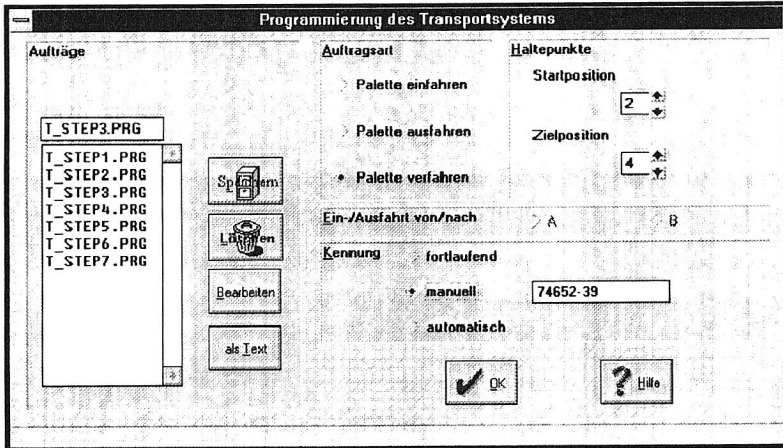 Programmierung des Transportsystems
Aufträge
T_STEP3.PRG
T_STEP1.PRG
T_STEP2.PRG
T_STEP3.PRG
T_STEP4.PRG
T_STEP5.PRG
T_STEP6.PRG
T_STEP7.PRG
Speichern
Löschen
Bearbeiten
als Text
Auftragsart
Palette einfahren
Palette ausfahren
Palette verfahren
Haltepunkte
Startposition
2
Zielposition
4
Ein-/Ausfahrt von/nach A B
Kennung
fortlaufend
manuell 74652-39
automatisch
OK
Hilfe